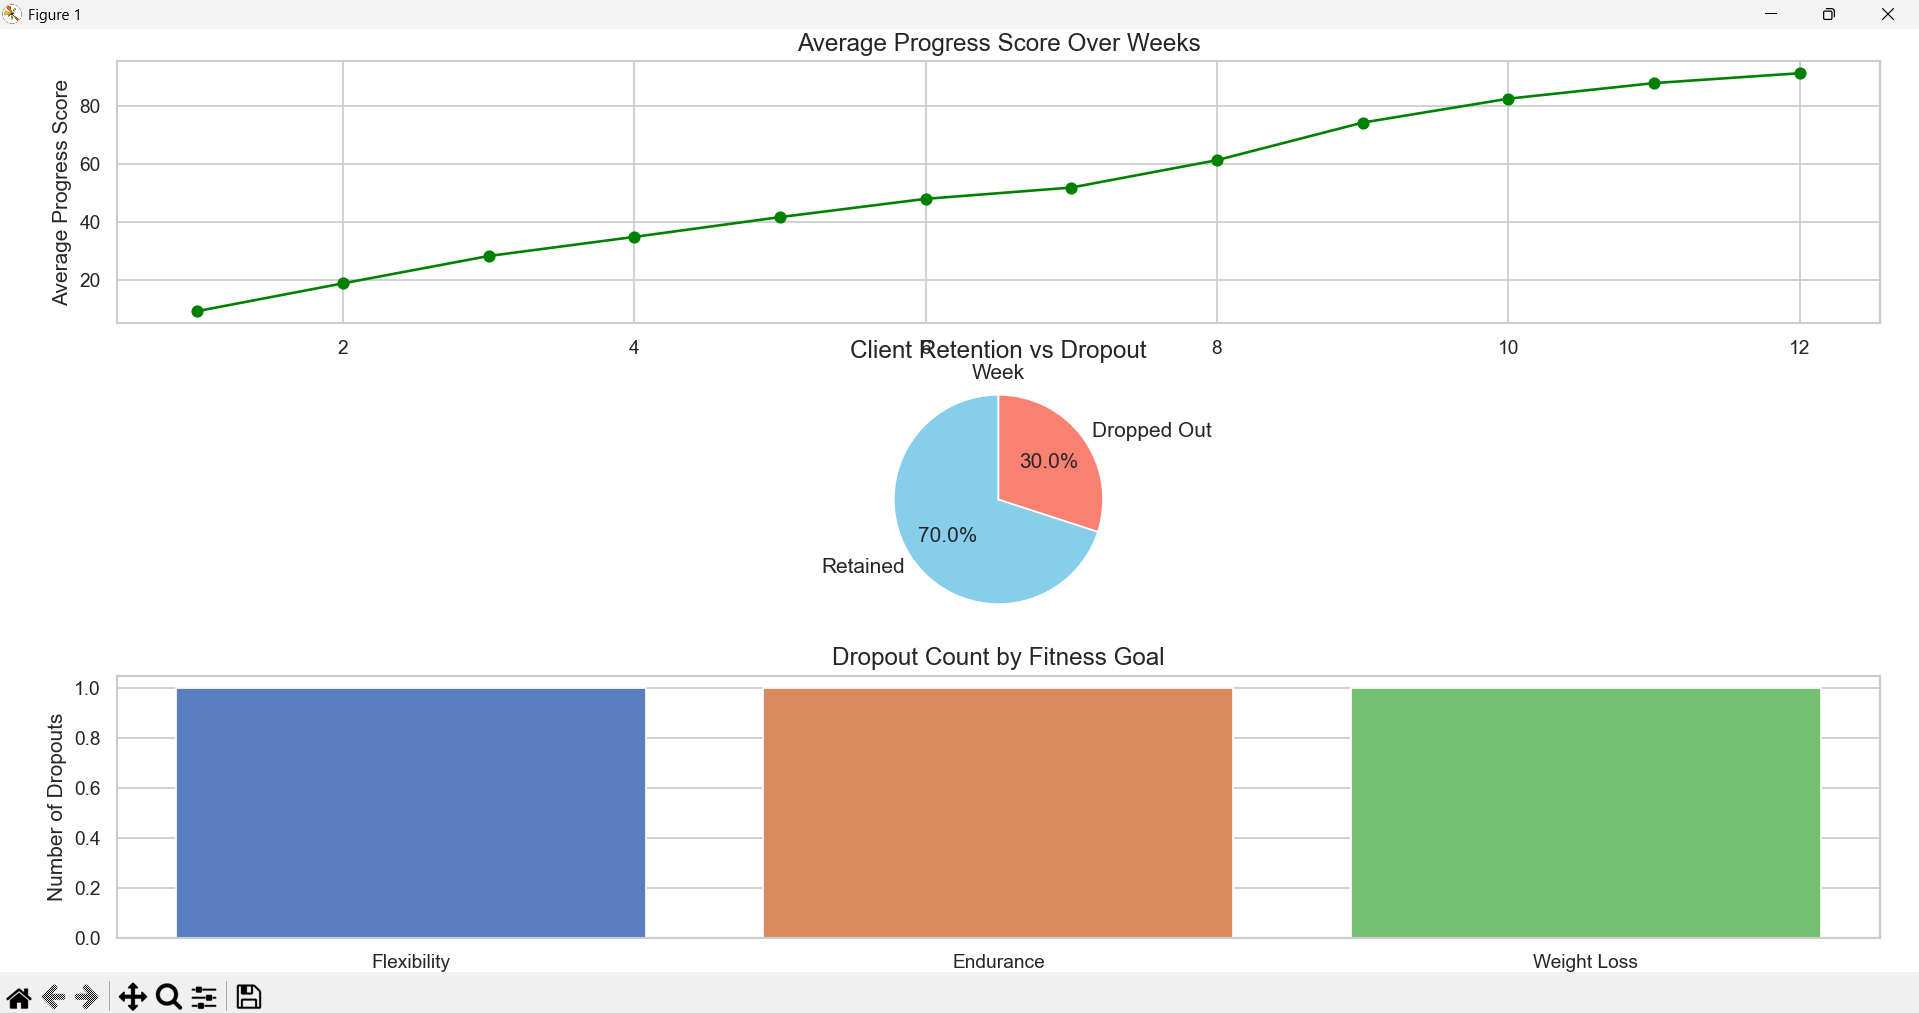 Figure 1
Average Progress Score Over Weeks
Average Progress Score
80
60
40
20
2 4 6 8 10 12
Client Retention vs Dropout
Week
Dropped Out
30.0%
70.0%
Retained
Dropout Count by Fitness Goal
Number of Dropouts
1.0
0.8
0.6
0.4
0.2
0.0
Flexibility Endurance Weight Loss